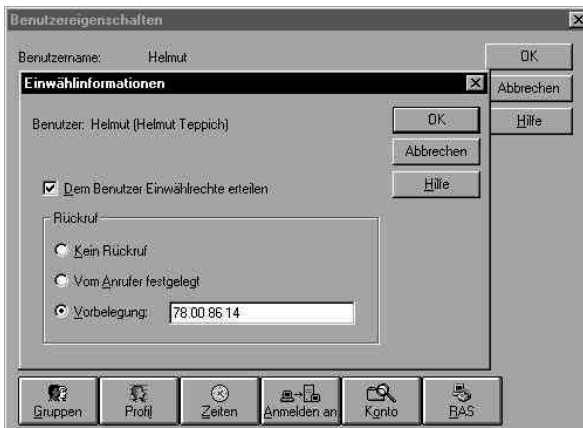 Benutzereigenschaften
Benutzername: Helmut
OK
Abbrechen
Hilfe
Einwählinformationen
Benutzer: Helmut (Helmut Teppich)
OK
Abbrechen
Hilfe
Dem Benutzer Einwählrechte erteilen
Rückruf
Kein Rückruf
Vom Anrufer festgelegt
Vorbelegung: 78 00 86 14
Gruppen Profil Zeiten Anmelden an Konto RAS